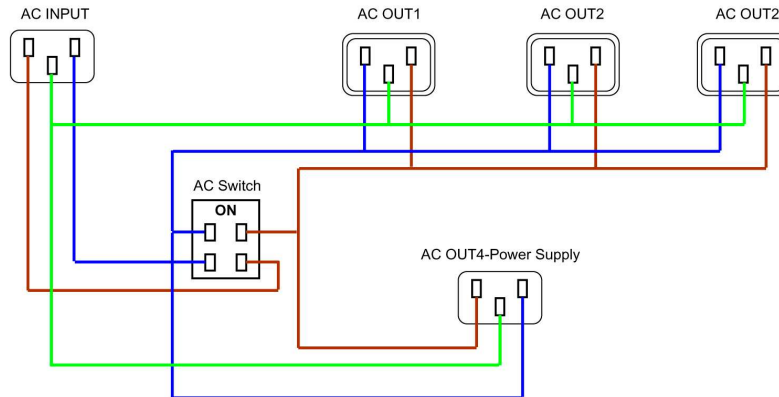 AC INPUT
AC OUT1
AC OUT2
AC OUT2
AC Switch
ON
AC OUT4-Power Supply